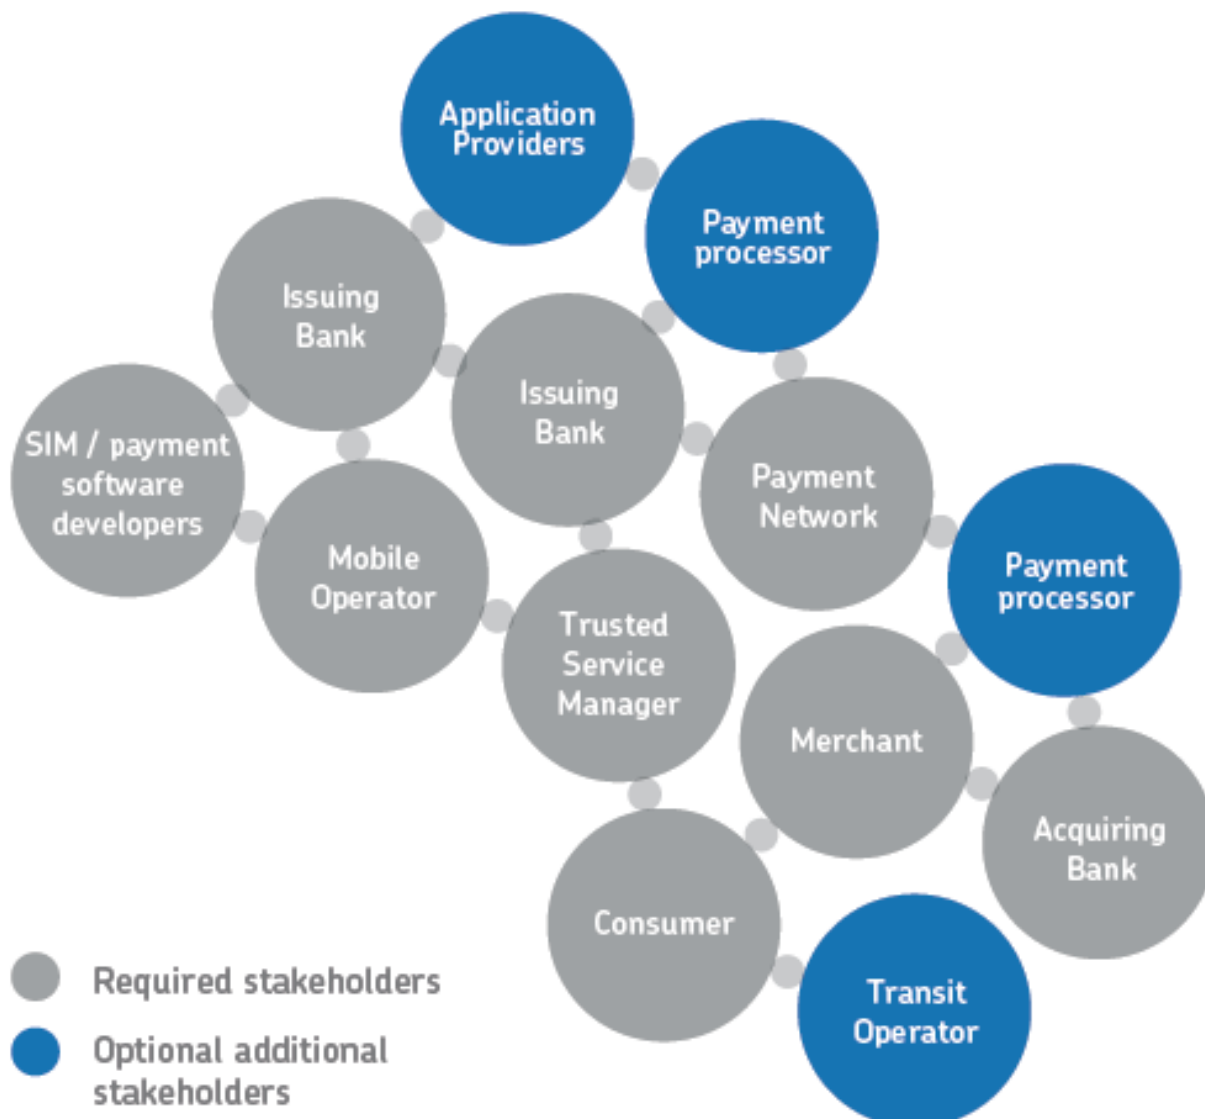 Application
Providers
Payment
processor
Issuing
Bank
Issuing
Bank
SIM / payment
software
developers
Payment
Network
Mobile
Operator
Payment
processor
Trusted
Service
Manager
Merchant
Acquiring
Bank
Consumer
Transit
Operator
Required stakeholders
Optional additional
stakeholders